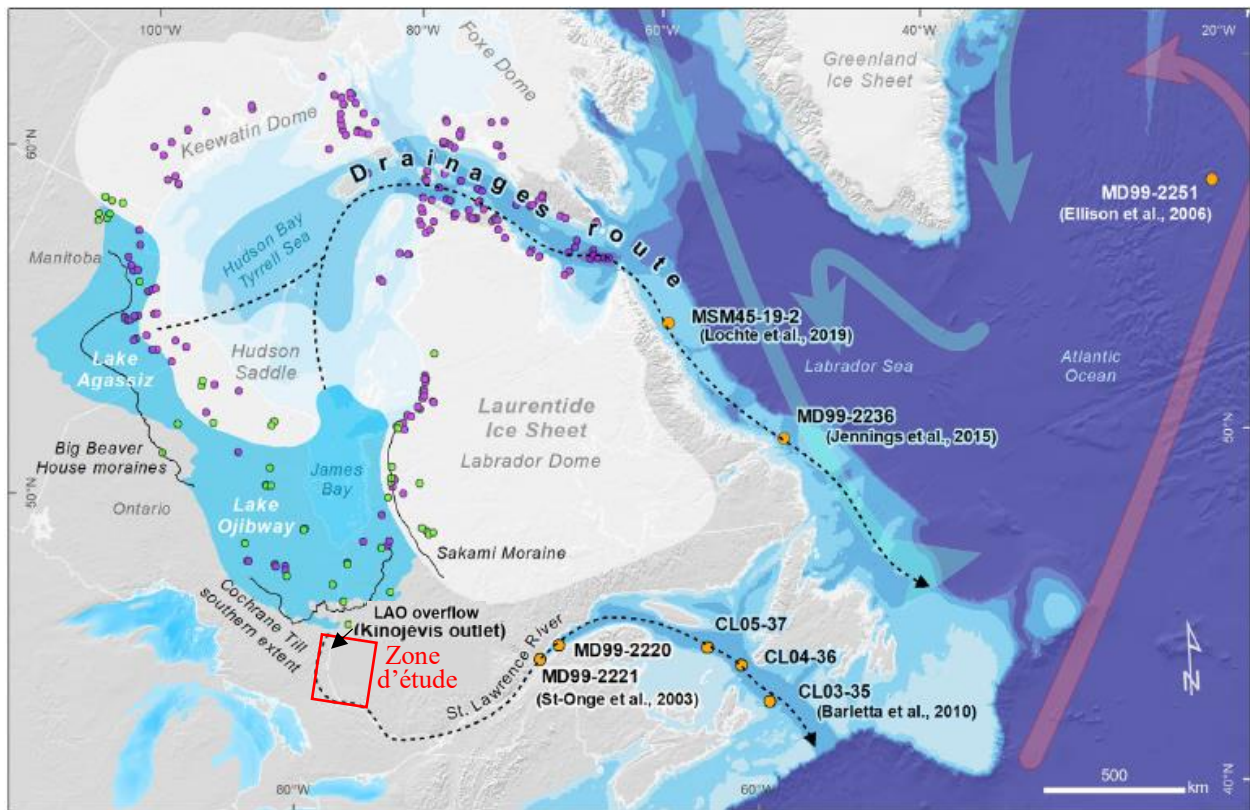 100°W
80°W
60°W
40°W
20°W
Foxe Dome
Greenland
Ice Sheet
Keewatin Dome
60°N
60°N
Drainages route
MD99-2251
(Ellison et al., 2006)
Manitoba
Hudson Bay
Tyrrell Sea
MSM45-19-2
(Lochte et al., 2019)
Lake
Agassiz
Hudson
Saddle
Labrador Sea
Atlantic
Ocean
Laurentide
Ice Sheet
Labrador Dome
MD99-2236
(Jennings et al., 2015)
50°N
Big Beaver
House moraines
James
Bay
50°N
Ontario
Lake
Ojibway
Sakami Moraine
Cochrane Till
southern extent
LAO overflow
(Kinojévis outlet)
St. Lawrence River
CL05-37
Zone
d'étude
MD99-2220
CL04-36
MD99-2221
(St-Onge et al., 2003)
CL03-35
(Barletta et al., 2010)
N
500
km
80°W
60°W
40°N